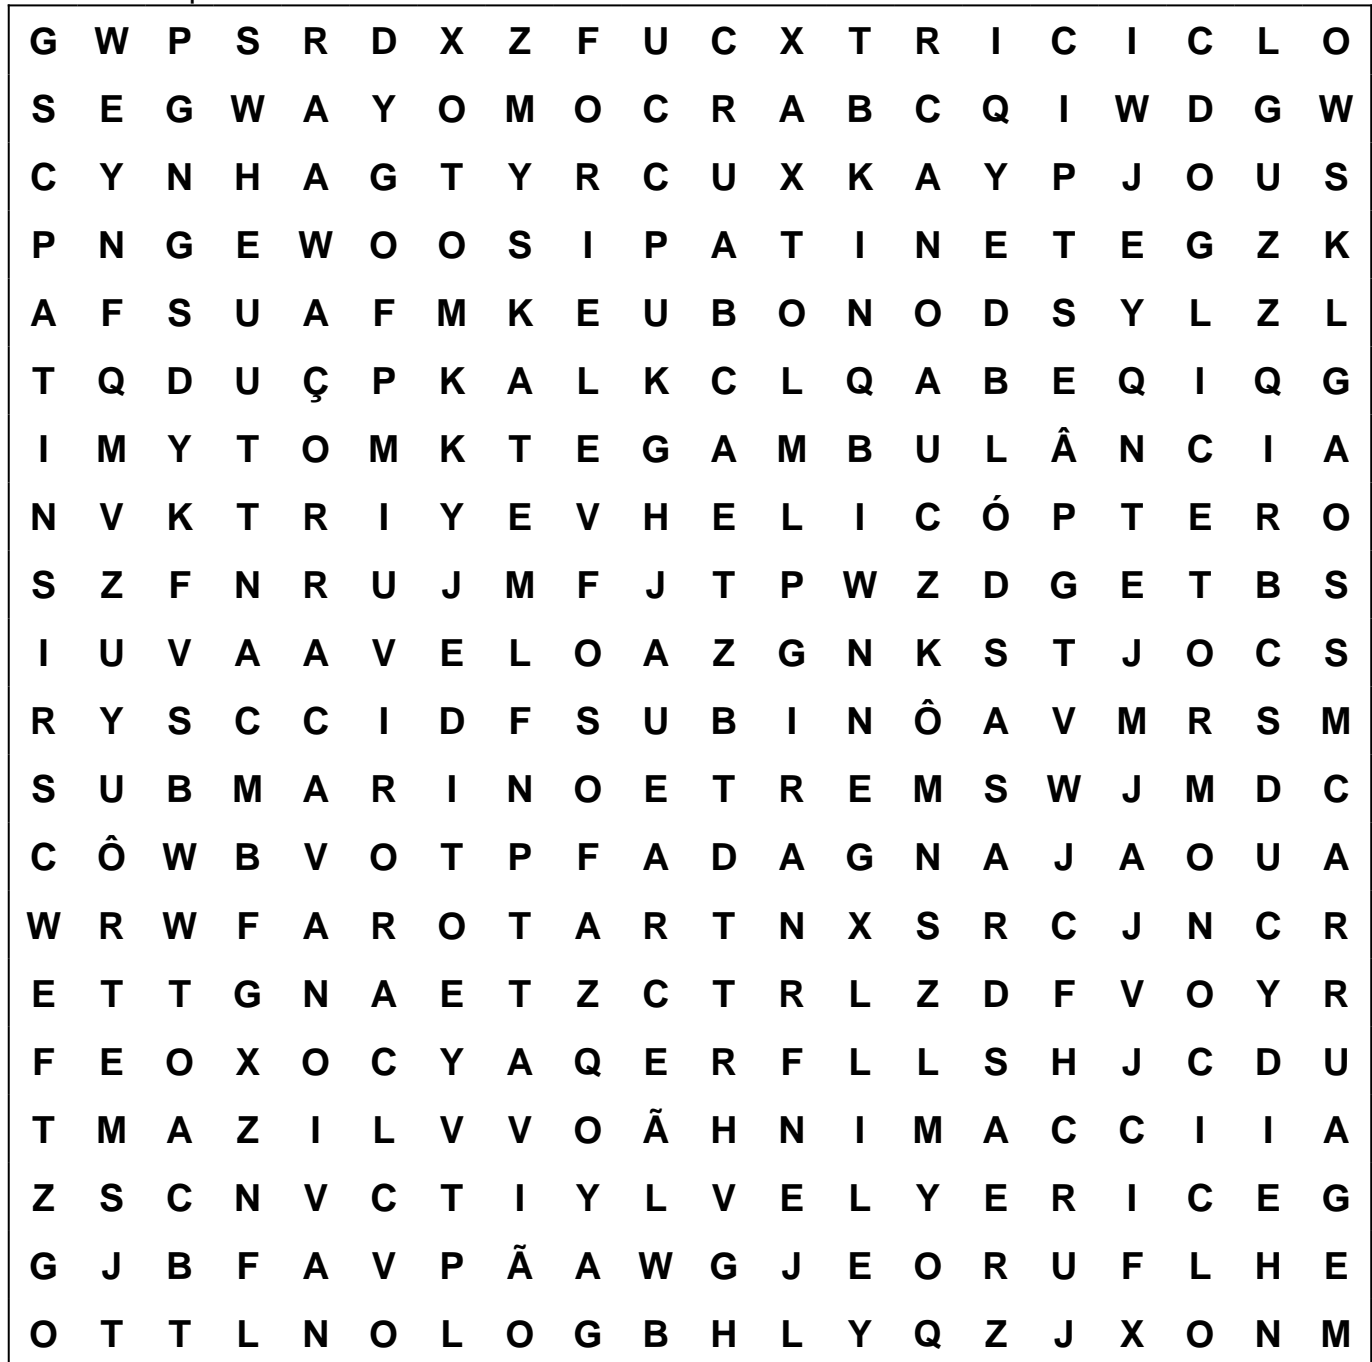 G W P S R D X Z F U C X T R I C I C L O
S E G W A Y O M O C R A B C Q I W D G W
C Y N H A G T Y R C U X K A Y P J O U S
P N G E W O O S I P A T I N E T E G Z K
A F S U A F M K E U B O N O D S Y L Z L
T Q D U Ç P K A L K C L Q A B E Q I Q G
I M Y T O M K T E G A M B U L Â N C I A
N V K T R I Y E V H E L I C Ó P T E R O
S Z F N R U J M F J T P W Z D G E T B S
I U V A A V E L O A Z G N K S T J O C S
R Y S C C I D F S U B I N Ô A V M R S M
S U B M A R I N O E T R E M S W J M D C
C Ô W B V O T P F A D A G N A J A O U A
W R W F A R O T A R T N X S R C J N C R
E T T G N A E T Z C T R L Z D F V O Y R
F E O X O C Y A Q E R F L L S H J C D U
T M A Z I L V V O Ã H N I M A C C I I A
Z S C N V C T I Y L V E L Y E R I C E G
G J B F A V P Ã A W G J E O R U F L H E
O T T L N O L O G B H L Y Q Z J X O N M